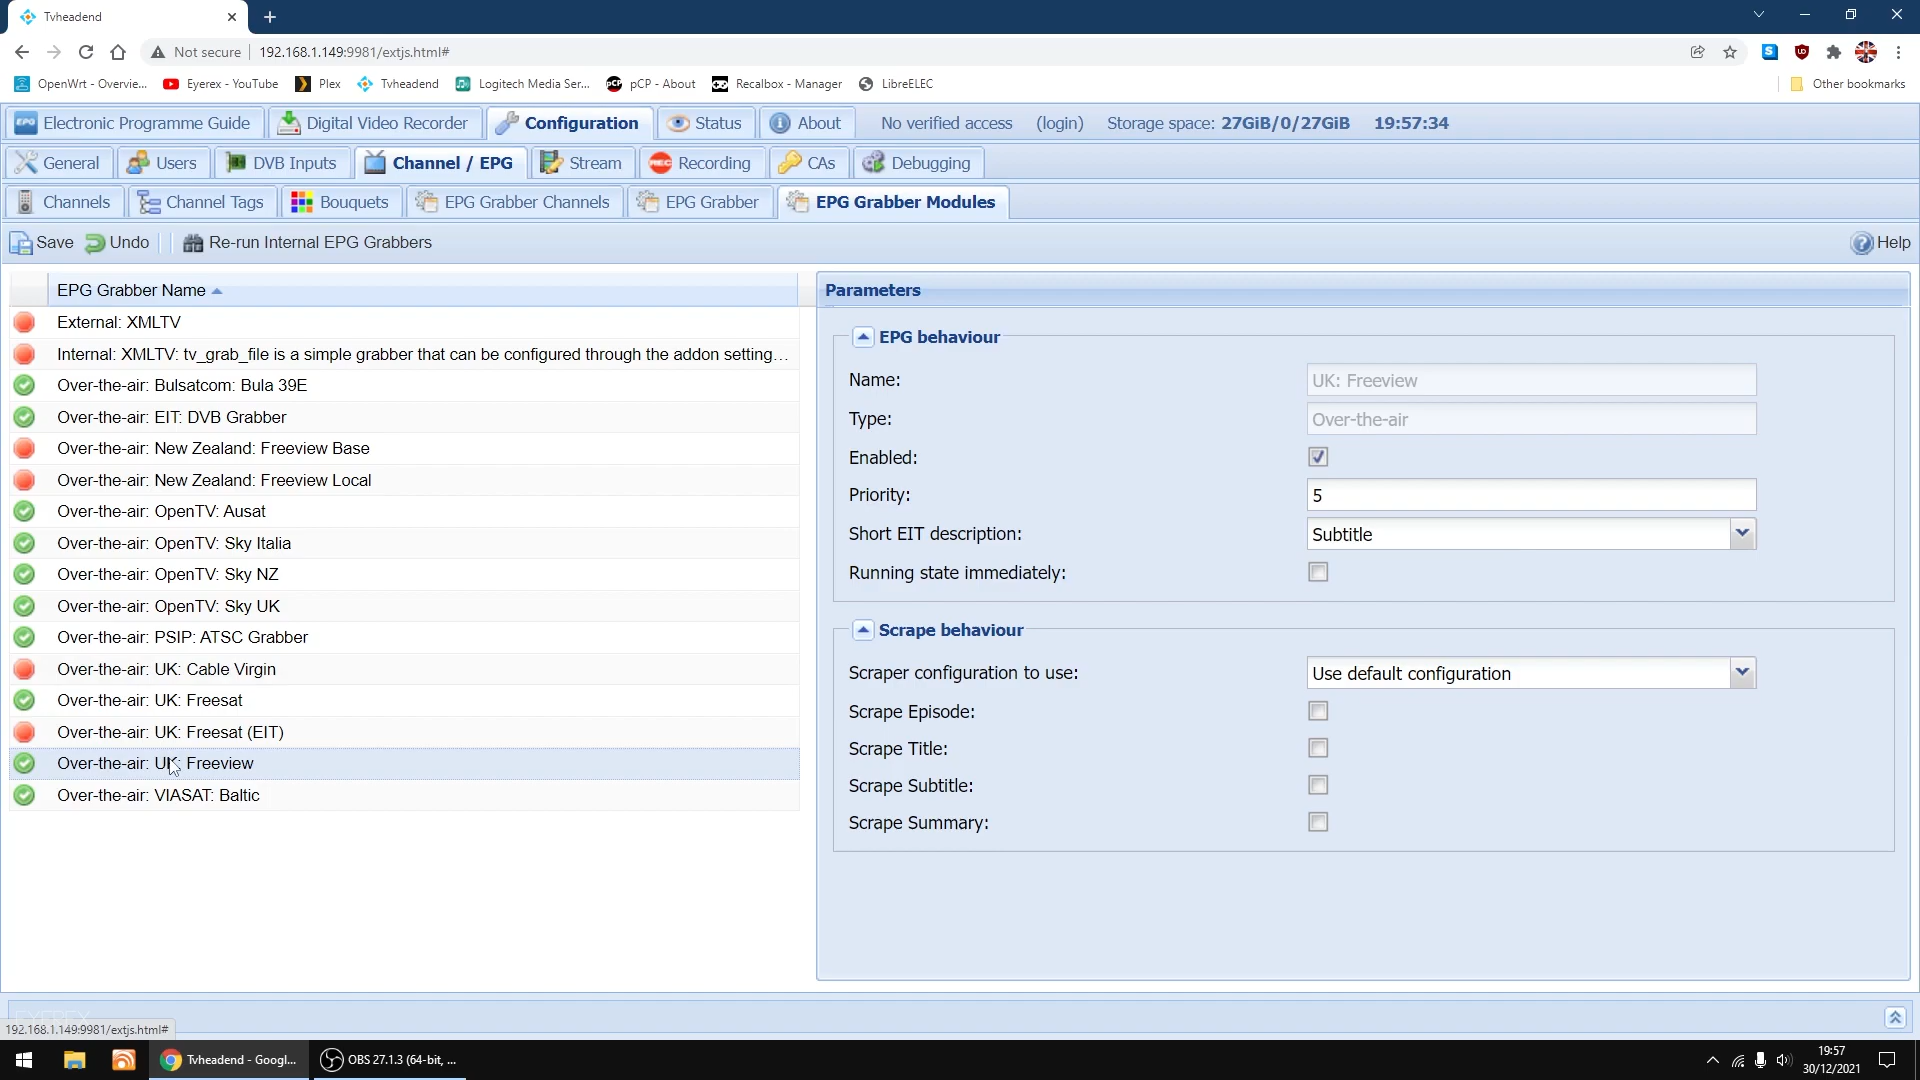 Tvheadend
Not secure
192.168.1.149:9981/extjs.html#
OpenWrt - Overvie...
Eyerex - YouTube
Plex
Tvheadend
Logitech Media Ser...
pCP - About
Recalbox - Manager
LibreELEC
Other bookmarks
Electronic Programme Guide
Digital Video Recorder
Configuration
Status
About
No verified access
(login)
Storage space: 27GiB/0/27GiB
19:57:34
General
Users
DVB Inputs
Channel / EPG
Stream
Recording
CAs
Debugging
Channels
Channel Tags
Bouquets
EPG Grabber Channels
EPG Grabber
EPG Grabber Modules
Save
Undo
Re-run Internal EPG Grabbers
Help
EPG Grabber Name
External: XMLTV
Internal: XMLTV: tv_grab_file is a simple grabber that can be configured through the addon setting...
Over-the-air: Bulsatcom: Bula 39E
Over-the-air: EIT: DVB Grabber
Over-the-air: New Zealand: Freeview Base
Over-the-air: New Zealand: Freeview Local
Over-the-air: OpenTV: Ausat
Over-the-air: OpenTV: Sky Italia
Over-the-air: OpenTV: Sky NZ
Over-the-air: OpenTV: Sky UK
Over-the-air: PSIP: ATSC Grabber
Over-the-air: UK: Cable Virgin
Over-the-air: UK: Freesat
Over-the-air: UK: Freesat (EIT)
Over-the-air: UK: Freeview
Over-the-air: VIASAT: Baltic
Parameters
EPG behaviour
Name:
UK: Freeview
Type:
Over-the-air
Enabled:
Priority:
5
Short EIT description:
Subtitle
Running state immediately:
Scrape behaviour
Scraper configuration to use:
Use default configuration
Scrape Episode:
Scrape Title:
Scrape Subtitle:
Scrape Summary:
192.168.1.149:9981/extjs.html#
Tvheadend - Googl...
OBS 27.1.3 (64-bit, ...
19:57
30/12/2021